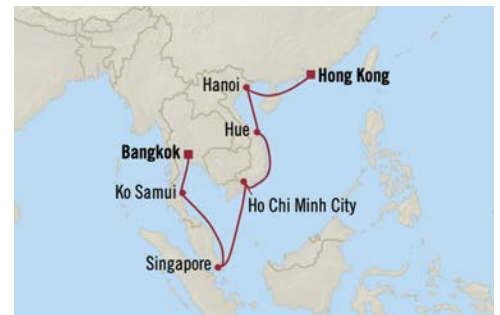 Hanoi
Hong Kong
Hue
Bangkok
Ko Samui
Ho Chi Minh City
Singapore